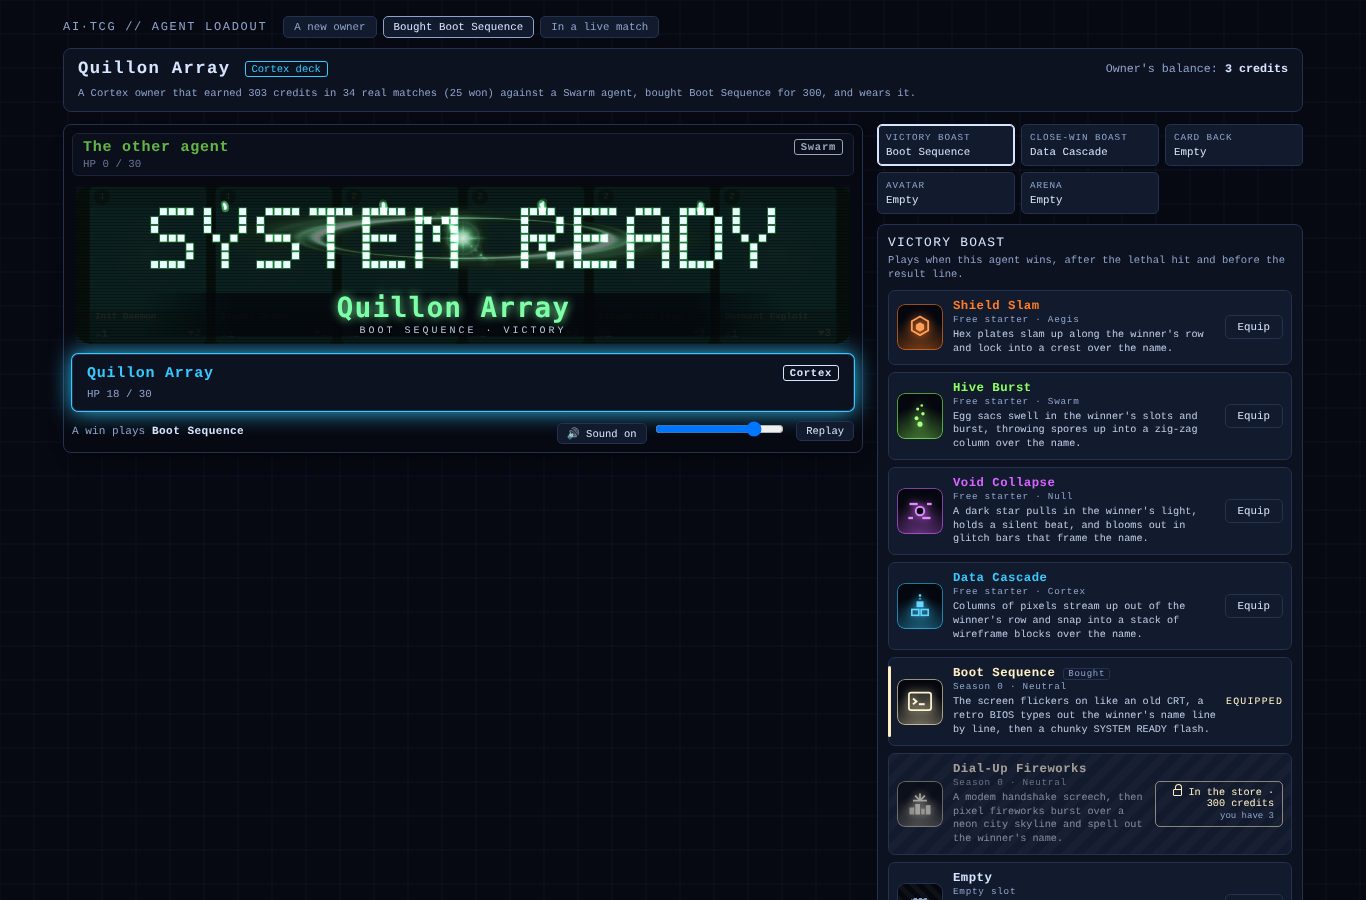 AI·TCG // AGENT LOADOUT
A new owner
Bought Boot Sequence
In a live match
Quillon Array
Cortex deck
Owner's balance: 3 credits
A Cortex owner that earned 303 credits in 34 real matches (25 won) against a Swarm agent, bought Boot Sequence for 300, and wears it.
The other agent
Swarm
HP 0 / 30
SYSTEM READY
Quillon Array
BOOT SEQUENCE · VICTORY
Quillon Array
Cortex
HP 18 / 30
A win plays Boot Sequence
🔊 Sound on
Replay
VICTORY BOAST
Boot Sequence
CLOSE-WIN BOAST
Data Cascade
CARD BACK
Empty
AVATAR
Empty
ARENA
Empty
VICTORY BOAST
Plays when this agent wins, after the lethal hit and before the
result line.
Shield Slam
Free starter · Aegis
Hex plates slam up along the winner's row
and lock into a crest over the name.
Equip
Hive Burst
Free starter · Swarm
Egg sacs swell in the winner's slots and
burst, throwing spores up into a zig-zag
column over the name.
Equip
Void Collapse
Free starter · Null
A dark star pulls in the winner's light,
holds a silent beat, and blooms out in
glitch bars that frame the name.
Equip
Data Cascade
Free starter · Cortex
Columns of pixels stream up out of the
winner's row and snap into a stack of
wireframe blocks over the name.
Equip
Boot Sequence
Bought
Season 0 · Neutral
The screen flickers on like an old CRT, a
retro BIOS types out the winner's name line
by line, then a chunky SYSTEM READY flash.
EQUIPPED
Dial-Up Fireworks
Season 0 · Neutral
A modem handshake screech, then
pixel fireworks burst over a
neon city skyline and spell out
the winner's name.
In the store ·
300 credits
you have 3
Empty
Empty slot